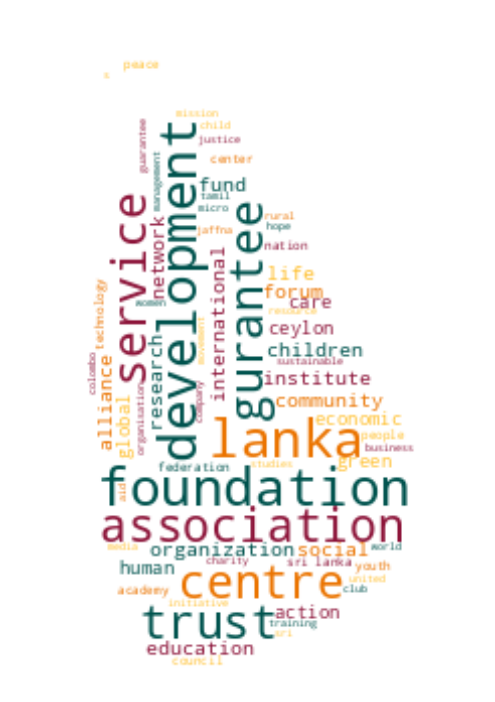 peace
s
mission
child
guarantee
development
justice
management
center
fund
service
tamil
micro
gurantee
network
rural
jaffna
hope
international
nation
life
technology
forum
women
care
resource
movement
ceylon
research
children
colombo
alliance
sustainable
global
organisation
company
institute
community
economic
lanka
people
business
federation
studies
green
foundation
aid
association
media
organization
social
world
human
charity
sri lanka
youth
centre
united
academy
club
initiative
trust
action
training
sri
education
council